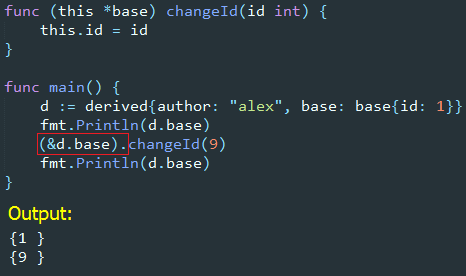 func (this *base) changeId(id int) {
    this.id = id
}

func main() {
    d := derived{author: "alex", base: base{id: 1}}
    fmt.Println(d.base)
    (&d.base).changeId(9)
    fmt.Println(d.base)
}
Output:
{1 }
{9 }